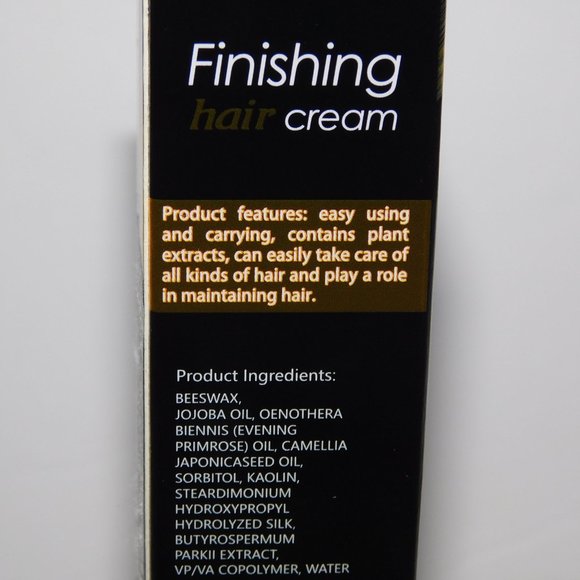 Finishing
hair cream
Product features: easy using
and carrying, contains plant
extracts, can easily take care of
all kinds of hair and play a role
in maintaining hair.
Product Ingredients:
BEESWAX,
JOJOBA OIL, OENOTHERA
BIENNIS (EVENING
PRIMROSE) OIL, CAMELLIA
JAPONICASEED OIL,
SORBITOL, KAOLIN,
STEARDIMONIUM
HYDROXYPROPYL
HYDROLYZED SILK,
BUTYROSPERMUM
PARKII EXTRACT,
VP/VA COPOLYMER, WATER